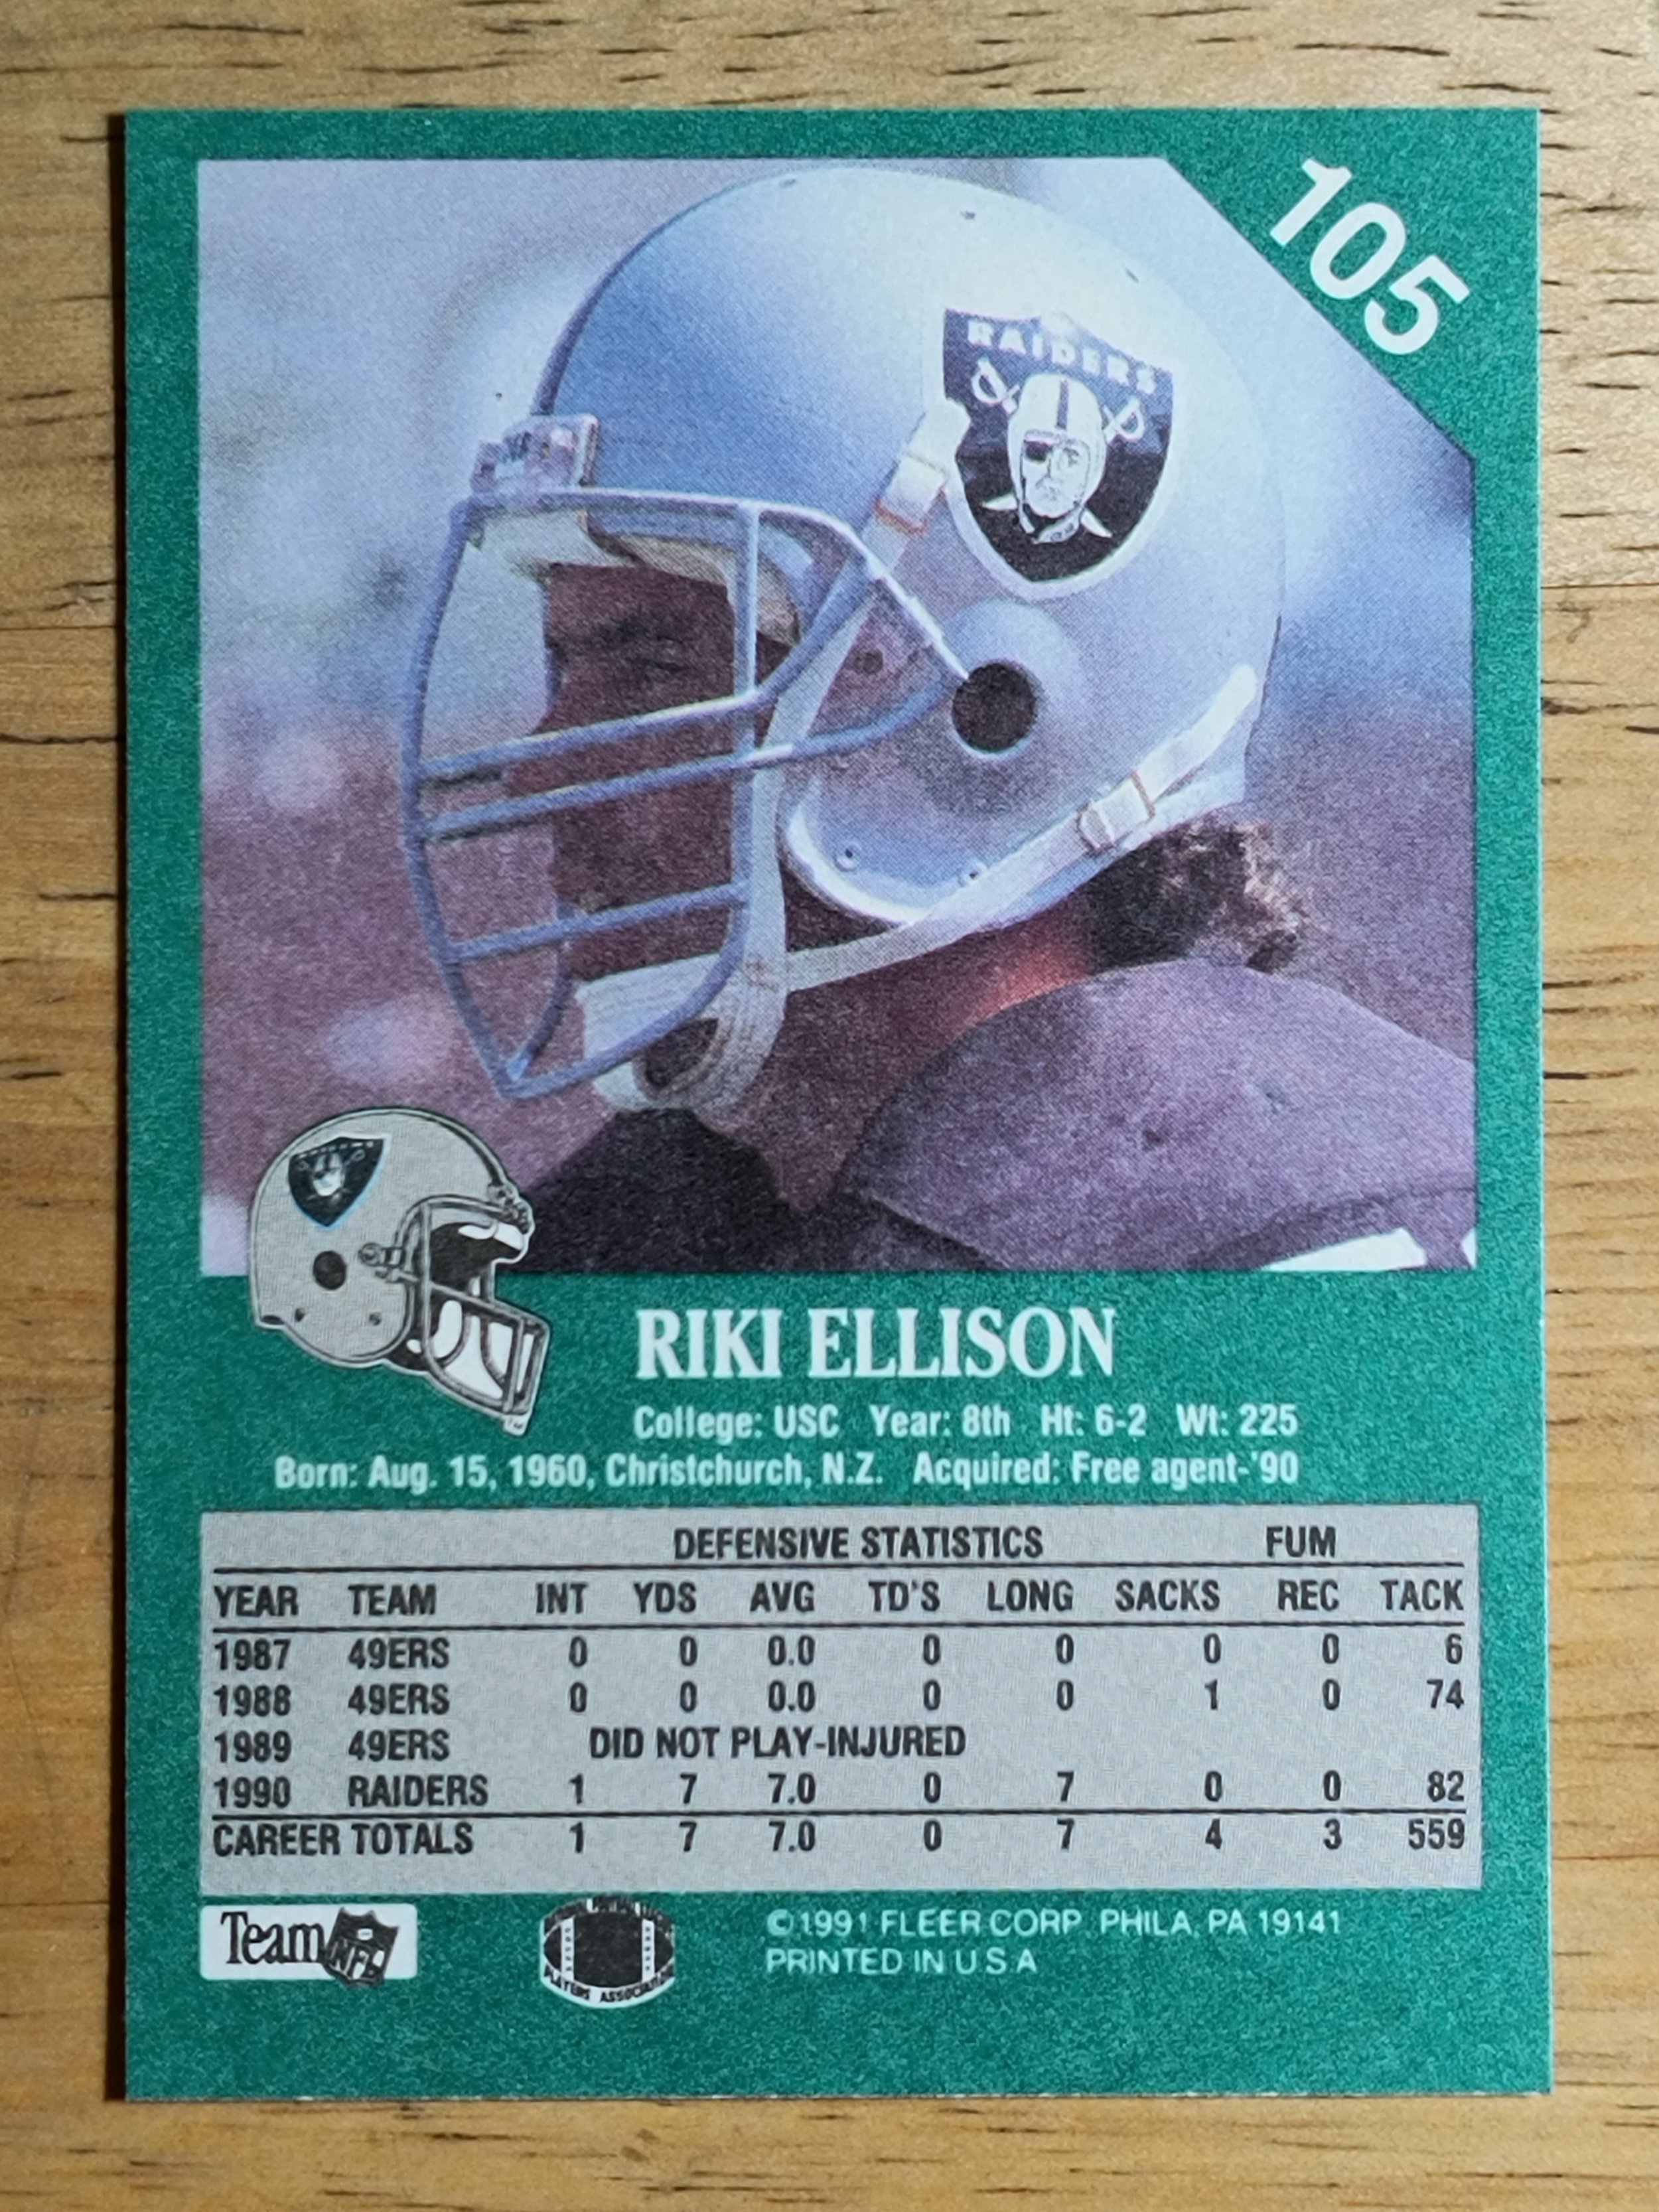 105
RAIDERS
RIKI ELLISON
College: USC Year: 8th Ht: 6-2 Wt: 225
Born: Aug. 15, 1960, Christchurch, N.Z. Acquired: Free agent-'90
DEFENSIVE STATISTICS FUM
YEAR TEAM INT YDS AVG TD'S LONG SACKS REC TACK
1987 49ERS 0 0 0.0 0 0 0 0 6
1988 49ERS 0 0 0.0 0 0 1 0 74
1989 49ERS DID NOT PLAY-INJURED
1990 RAIDERS 1 7 7.0 0 7 0 0 82
CAREER TOTALS 1 7 7.0 0 7 4 3 559
Team NFL
PLAYERS ASSOCIATION
© 1991 FLEER CORP. PHILA, PA 19141
PRINTED IN U.S.A